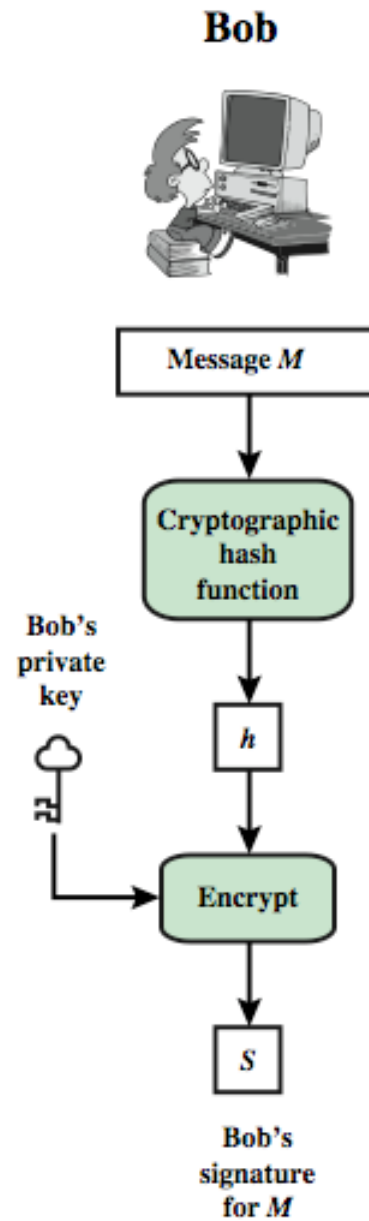 Bob
Message M
Cryptographic
hash
function
Bob's
private
key
h
Encrypt
S
Bob's
signature
for M